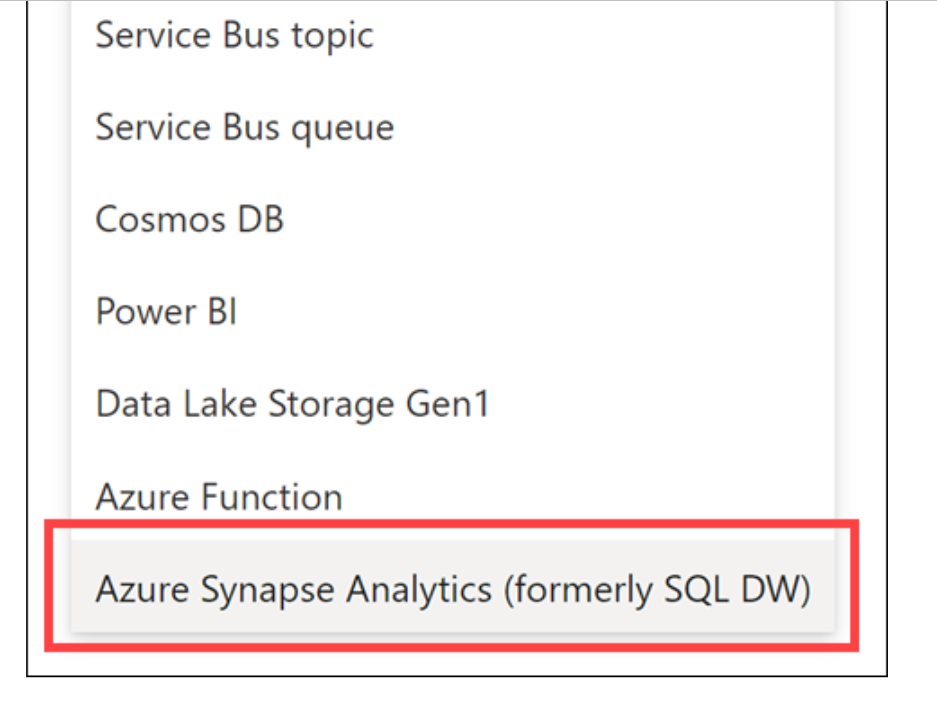 Service Bus topic
Service Bus queue
Cosmos DB
Power BI
Data Lake Storage Gen1
Azure Function
Azure Synapse Analytics (formerly SQL DW)